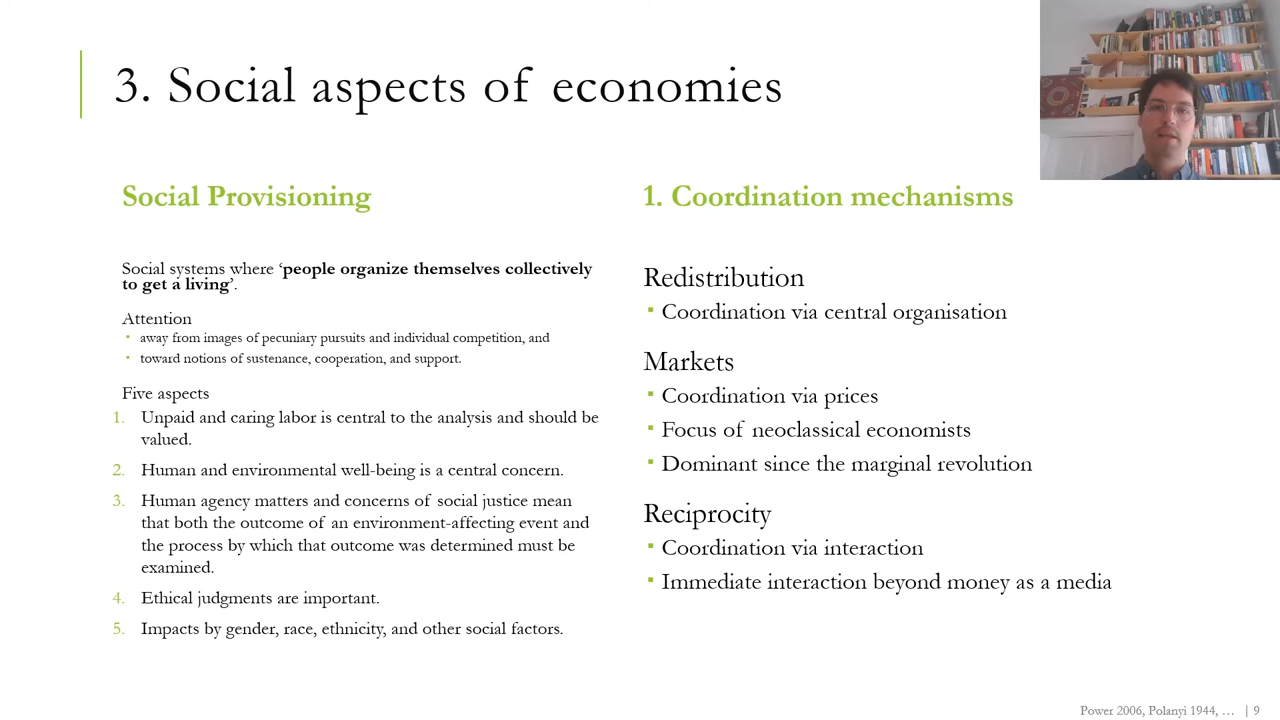 3. Social aspects of economies
Social Provisioning
Social systems where ‘people organize themselves collectively
to get a living’.
Attention
▪ away from images of pecuniary pursuits and individual competition, and
▪ toward notions of sustenance, cooperation, and support.
Five aspects
1. Unpaid and caring labor is central to the analysis and should be
valued.
2. Human and environmental well-being is a central concern.
3. Human agency matters and concerns of social justice mean
that both the outcome of an environment-affecting event and
the process by which that outcome was determined must be
examined.
4. Ethical judgments are important.
5. Impacts by gender, race, ethnicity, and other social factors.
1. Coordination mechanisms
Redistribution
▪ Coordination via central organisation
Markets
▪ Coordination via prices
▪ Focus of neoclassical economists
▪ Dominant since the marginal revolution
Reciprocity
▪ Coordination via interaction
▪ Immediate interaction beyond money as a media
Power 2006, Polanyi 1944, … | 9